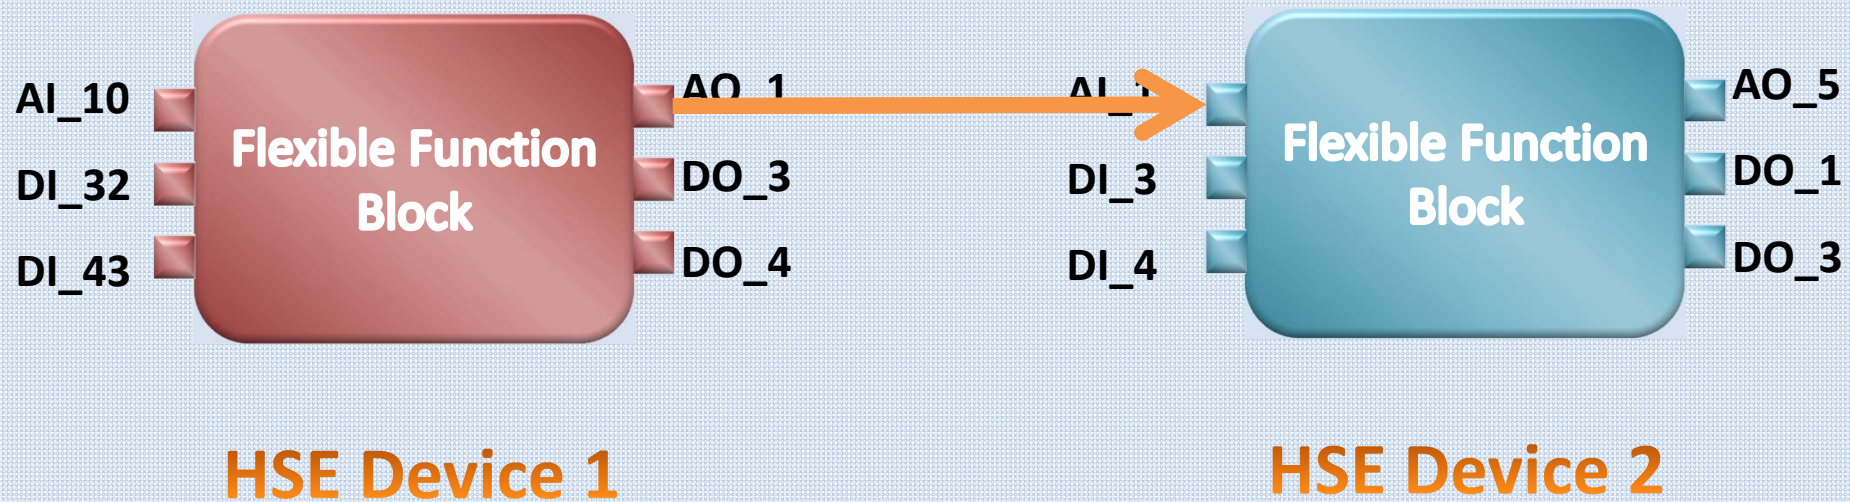 AI_10
DI_32
DI_43
Flexible Function
Block
AO_1
DO_3
DO_4
HSE Device 1
AI_1
DI_3
DI_4
Flexible Function
Block
AO_5
DO_1
DO_3
HSE Device 2